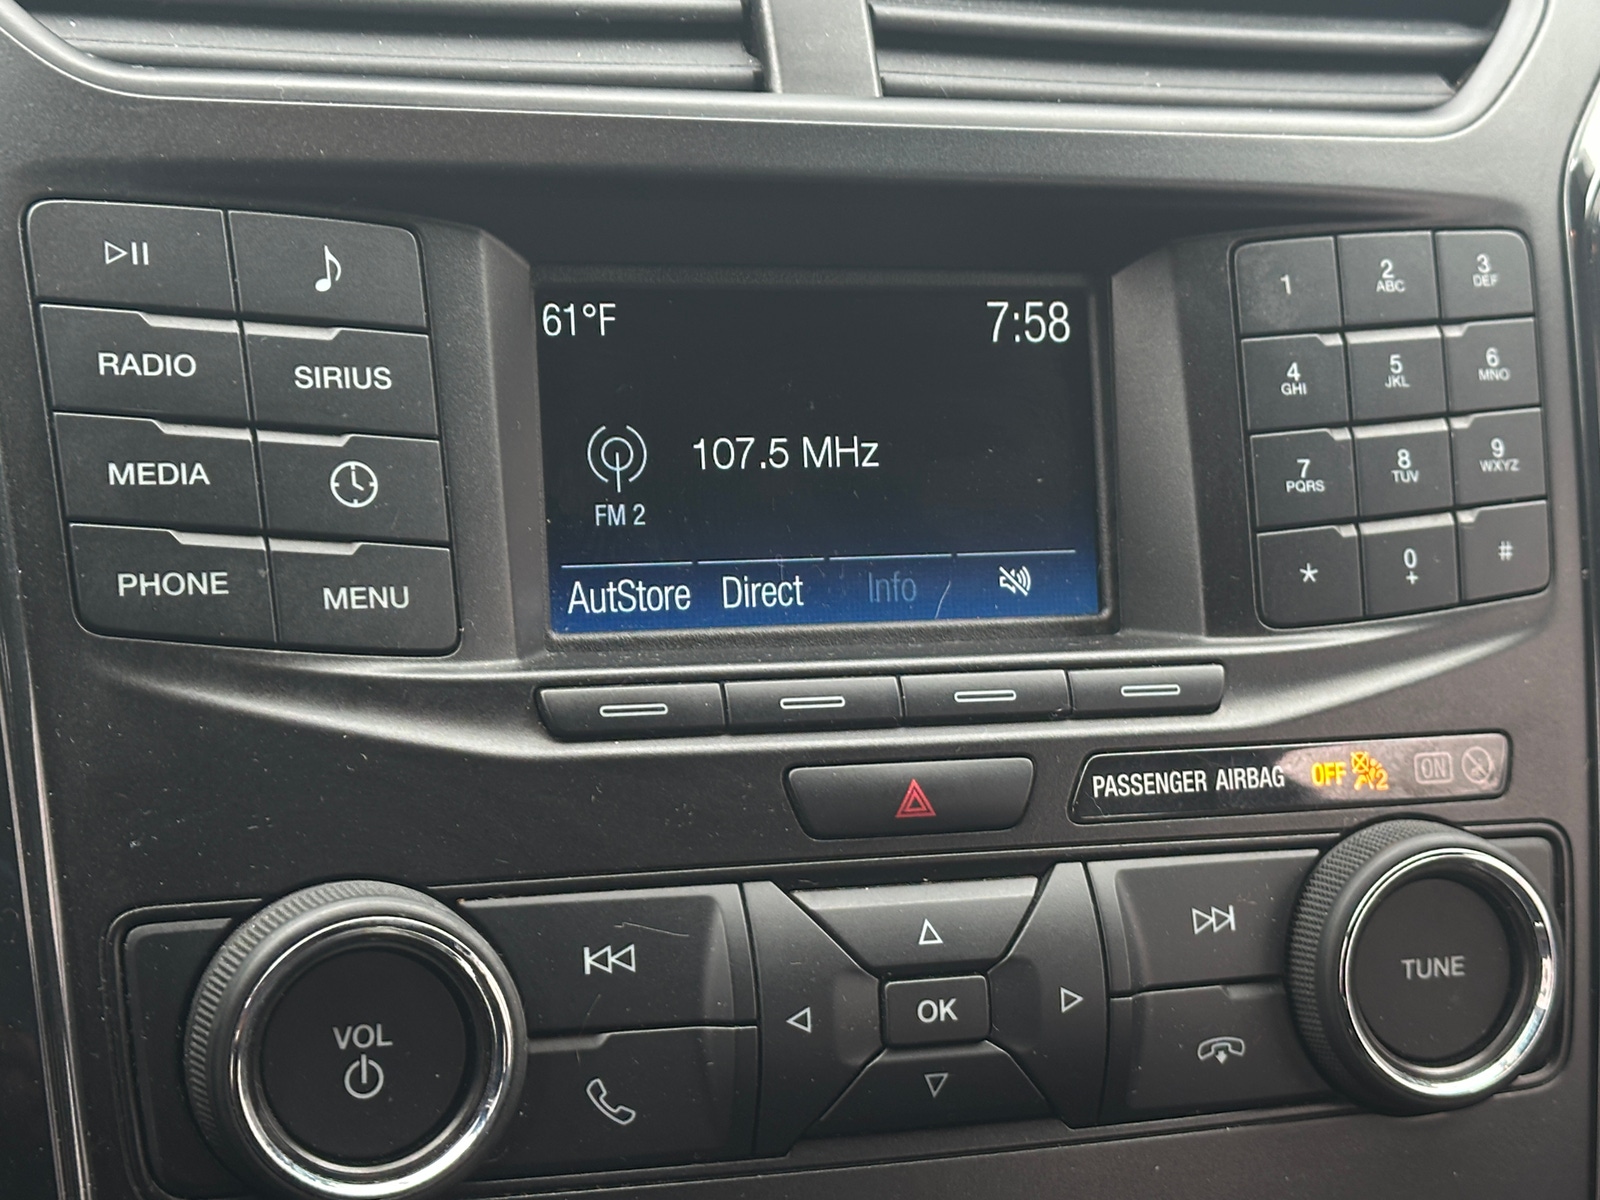 RADIO
SIRIUS
MEDIA
PHONE
MENU
61°F
7:58
107.5 MHz
FM 2
AutStore Direct Info
1
2 ABC
3 DEF
4 GHI
5 JKL
6 MNO
7 PQRS
8 TUV
9 WXYZ
*
0 +
#
PASSENGER AIRBAG OFF 2 ON
VOL
OK
TUNE